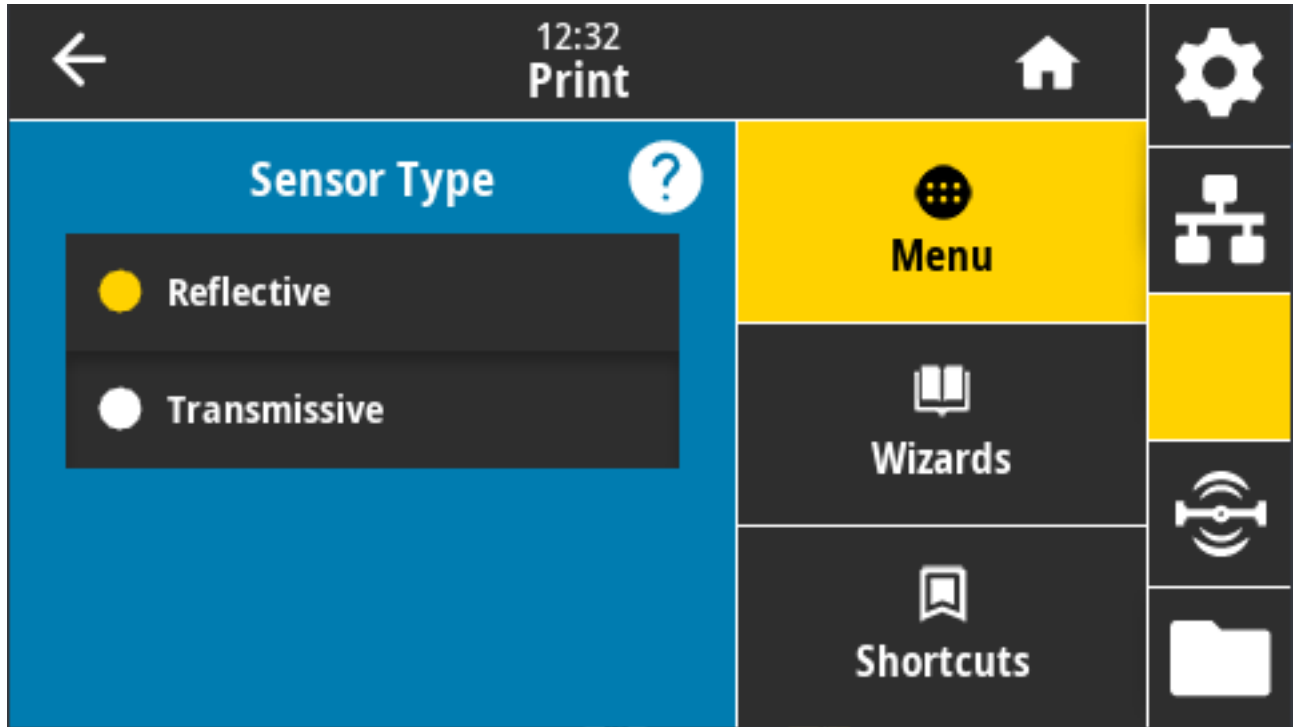 12:32
Print
Sensor Type
?
Reflective
Transmissive
Menu
Wizards
Shortcuts